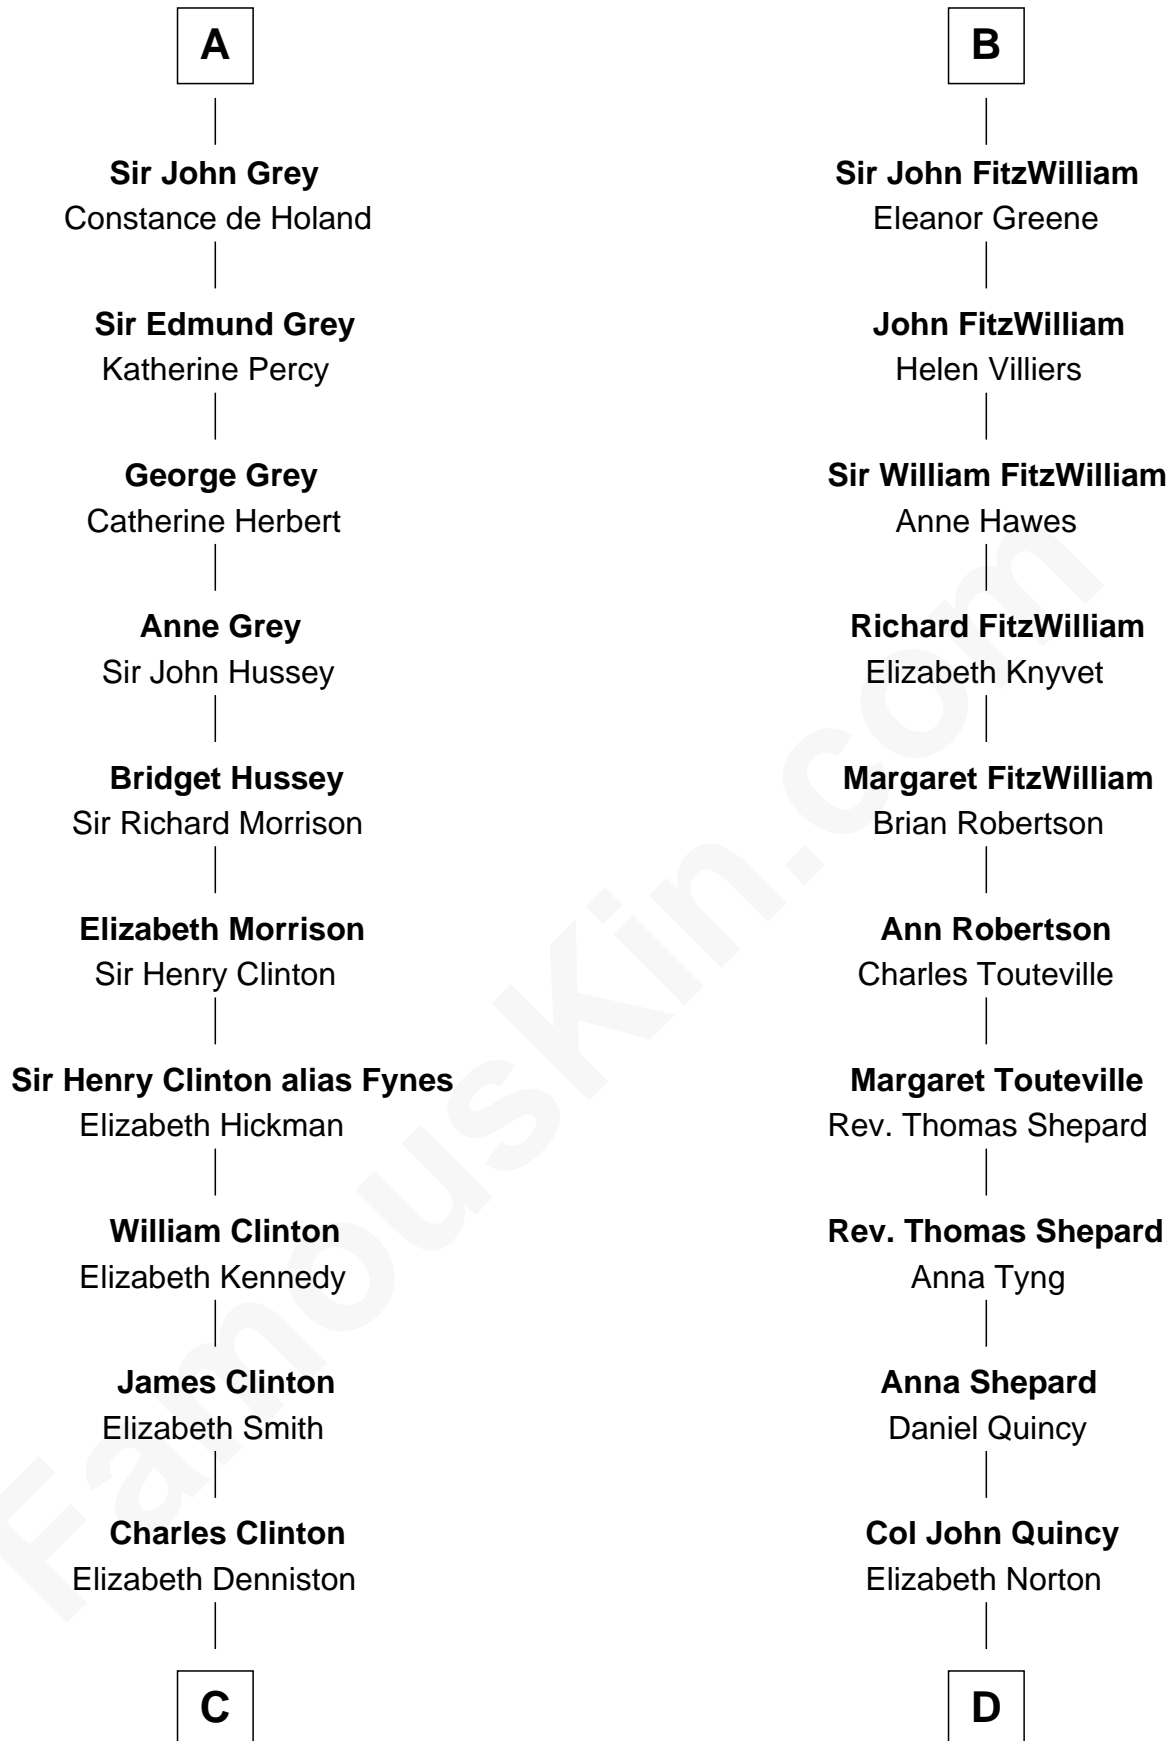 A
Sir John Grey
Constance de Holand
Sir Edmund Grey
Katherine Percy
George Grey
Catherine Herbert
Anne Grey
Sir John Hussey
Bridget Hussey
Sir Richard Morrison
Elizabeth Morrison
Sir Henry Clinton
Sir Henry Clinton alias Fynes
Elizabeth Hickman
William Clinton
Elizabeth Kennedy
James Clinton
Elizabeth Smith
Charles Clinton
Elizabeth Denniston
C
B
Sir John FitzWilliam
Eleanor Greene
John FitzWilliam
Helen Villiers
Sir William FitzWilliam
Anne Hawes
Richard FitzWilliam
Elizabeth Knyvet
Margaret FitzWilliam
Brian Robertson
Ann Robertson
Charles Touteville
Margaret Touteville
Rev. Thomas Shepard
Rev. Thomas Shepard
Anna Tyng
Anna Shepard
Daniel Quincy
Col John Quincy
Elizabeth Norton
D
FamousKin.com